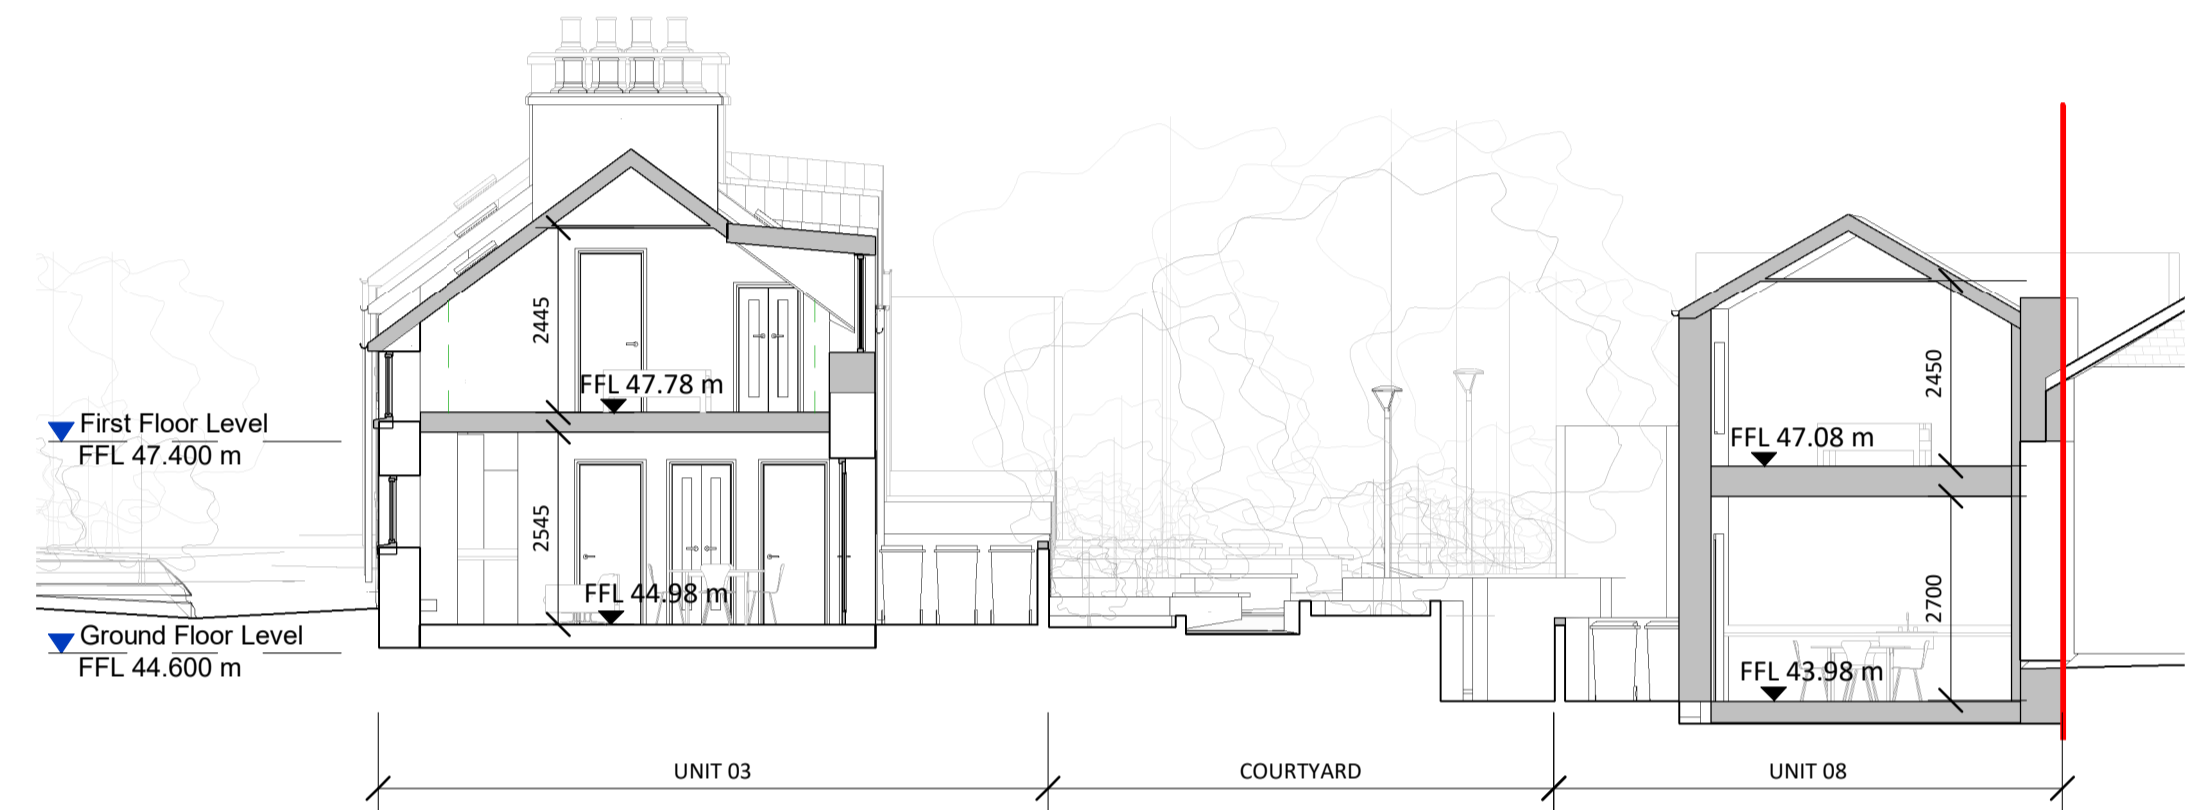 2445
FFL 47.78 m
First Floor Level
FFL 47.400 m
2545
FFL 44.98 m
Ground Floor Level
FFL 44.600 m
2450
FFL 47.08 m
2700
FFL 43.98 m
UNIT 03
COURTYARD
UNIT 08